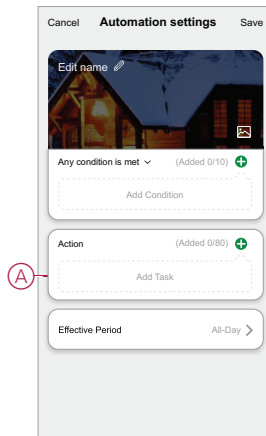 Cancel Automation settings Save
Edit name
Any condition is met (Added 0/10)
Add Condition
Action (Added 0/80)
A
Add Task
Effective Period All-Day